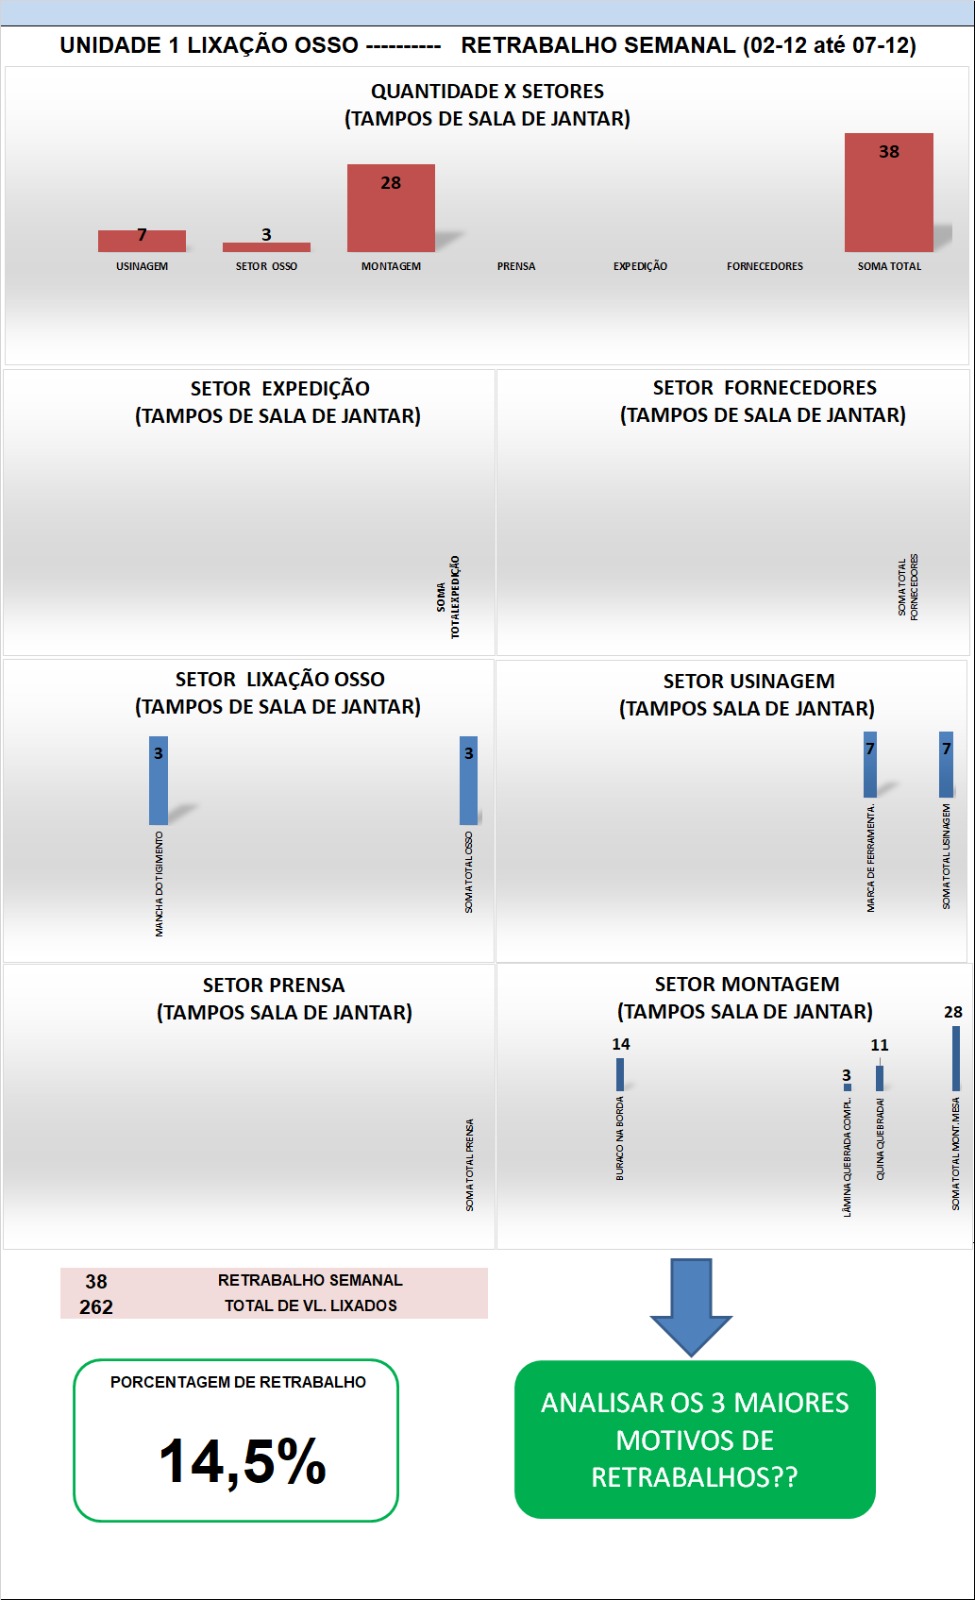 UNIDADE 1 LIXAÇÃO OSSO ---------- RETRABALHO SEMANAL (02-12 até 07-12)
QUANTIDADE X SETORES
(TAMPOS DE SALA DE JANTAR)
7
3
28
38
USINAGEM
SETOR OSSO
MONTAGEM
PRENSA
EXPEDIÇÃO
FORNECEDORES
SOMA TOTAL
SETOR EXPEDIÇÃO
(TAMPOS DE SALA DE JANTAR)
SOMA
TOTALEXPEDIÇÃO
SETOR FORNECEDORES
(TAMPOS DE SALA DE JANTAR)
SOMA TOTAL
FORNECEDORES
SETOR LIXAÇÃO OSSO
(TAMPOS DE SALA DE JANTAR)
3
3
MANCHA DO TIGIMENTO
SOMA TOTAL OSSO
SETOR USINAGEM
(TAMPOS SALA DE JANTAR)
7
7
MARCA DE FERRAMENTA.
SOMA TOTAL USINAGEM
SETOR PRENSA
(TAMPOS SALA DE JANTAR)
SOMA TOTAL PRENSA
SETOR MONTAGEM
(TAMPOS SALA DE JANTAR)
14
3
11
28
BURACO NA BORDA
LÂMINA QUEBRADA COMPL.
QUINA QUEBRADA!
SOMA TOTAL MONT.MESA
38 RETRABALHO SEMANAL
262 TOTAL DE VL. LIXADOS
PORCENTAGEM DE RETRABALHO
14,5%
ANALISAR OS 3 MAIORES
MOTIVOS DE
RETRABALHOS??